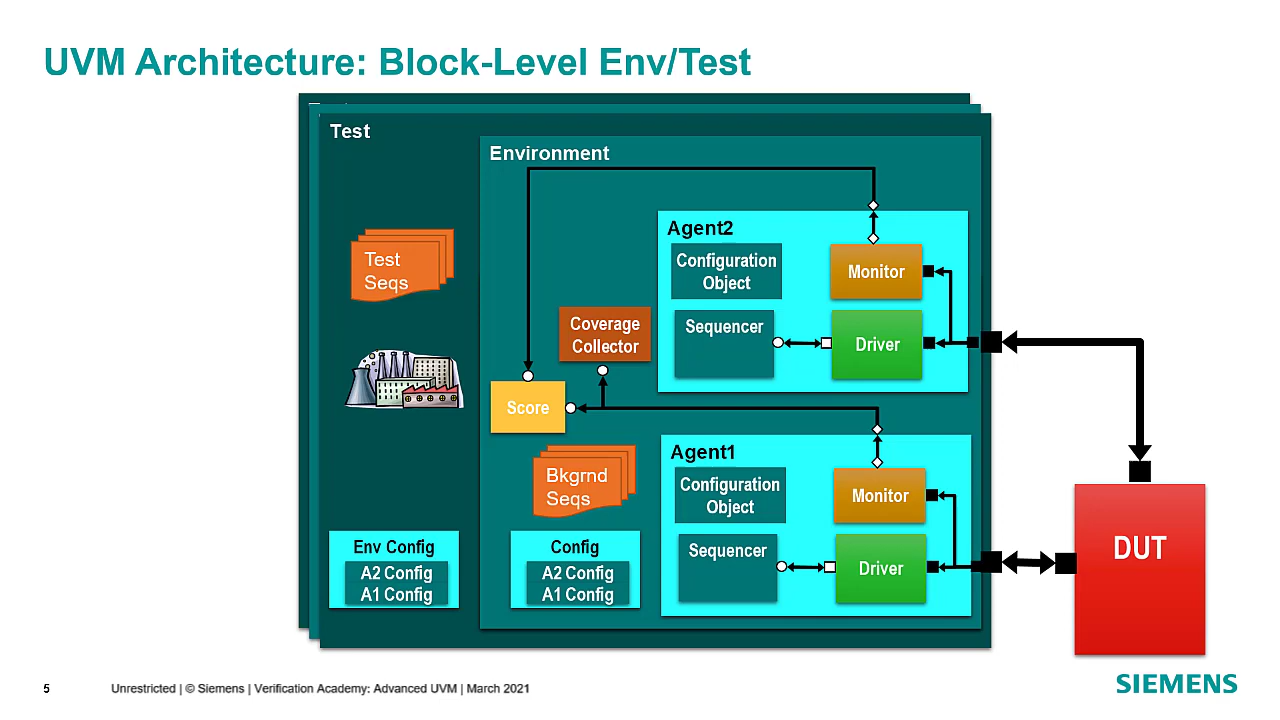 UVM Architecture: Block-Level Env/Test
Test
Environment
Agent2
Configuration
Object
Monitor
Sequencer
Driver
Test
Seqs
Coverage
Collector
Score
Bkgrnd
Seqs
Agent1
Configuration
Object
Monitor
Sequencer
Driver
Env Config
A2 Config
A1 Config
Config
A2 Config
A1 Config
DUT
5
Unrestricted | © Siemens | Verification Academy: Advanced UVM | March 2021
SIEMENS